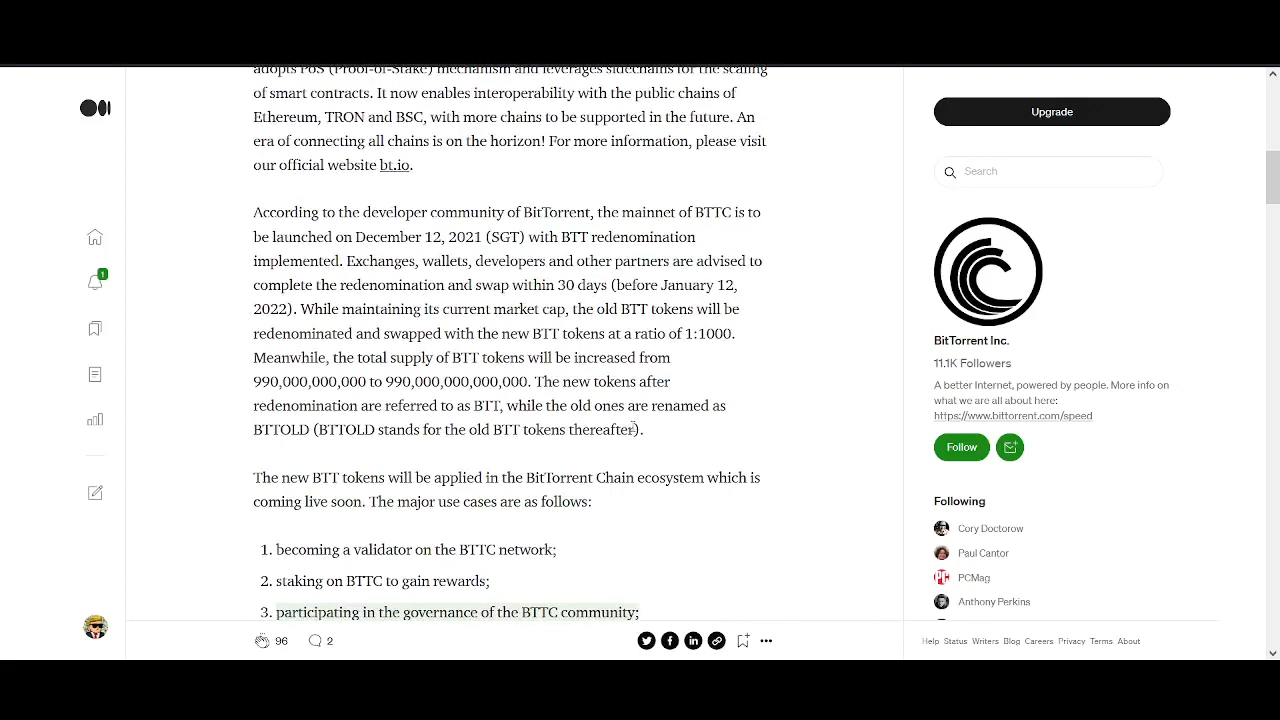 adopts PoS (Proof-of-Stake) mechanism and leverages sidechains for the scaling
of smart contracts. It now enables interoperability with the public chains of
Ethereum, TRON and BSC, with more chains to be supported in the future. An
era of connecting all chains is on the horizon! For more information, please visit
our official website bt.io.
According to the developer community of BitTorrent, the mainnet of BTTC is to
be launched on December 12, 2021 (SGT) with BTT redenomination
implemented. Exchanges, wallets, developers and other partners are advised to
complete the redenomination and swap within 30 days (before January 12,
2022). While maintaining its current market cap, the old BTT tokens will be
redenominated and swapped with the new BTT tokens at a ratio of 1:1000.
Meanwhile, the total supply of BTT tokens will be increased from
990,000,000,000 to 990,000,000,000,000. The new tokens after
redenomination are referred to as BTT, while the old ones are renamed as
BTTOLD (BTTOLD stands for the old BTT tokens thereafter).
The new BTT tokens will be applied in the BitTorrent Chain ecosystem which is
coming live soon. The major use cases are as follows:
1. becoming a validator on the BTTC network;
2. staking on BTTC to gain rewards;
3. participating in the governance of the BTTC community;
96
2
1
Upgrade
Search
BitTorrent Inc.
11.1K Followers
A better Internet, powered by people. More info on
what we are all about here:
https://www.bittorrent.com/speed
Follow
Following
Cory Doctorow
Paul Cantor
PCMag
Anthony Perkins
Help Status Writers Blog Careers Privacy Terms About